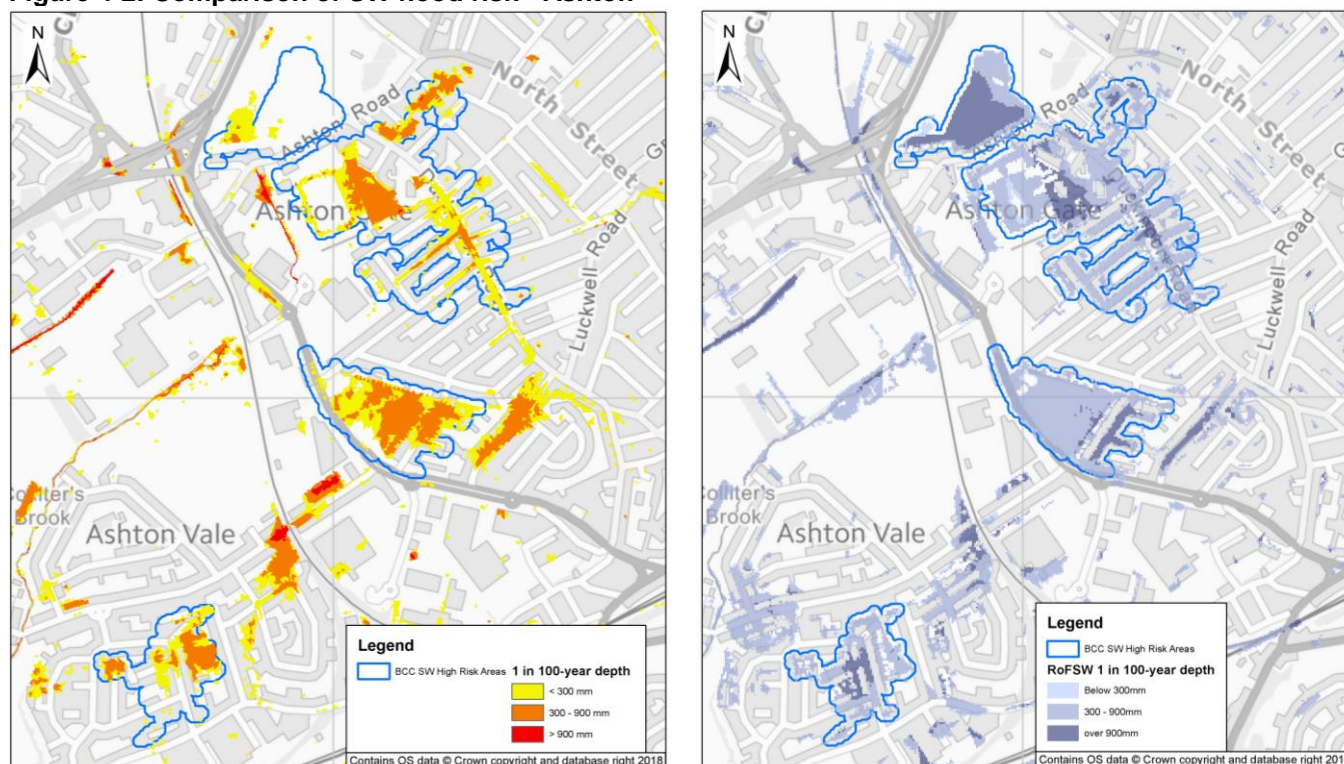 Figure 4-2: Comparison of SW flood risk - Ashton
N
Ashton Road
North Street
Ashton Gate
Luckwell Road
Colliter's
Brook
Ashton Vale
Legend
BCC SW High Risk Areas
1 in 100-year depth
< 300 mm
300 - 900 mm
> 900 mm
Contains OS data © Crown copyright and database right 2018
N
Ashton Road
North Street
Ashton Gate
Luckwell Road
Colliter's
Brook
Ashton Vale
Legend
BCC SW High Risk Areas
RoFSW 1 in 100-year depth
Below 300mm
300 - 900mm
over 900mm
Contains OS data © Crown copyright and database right 201